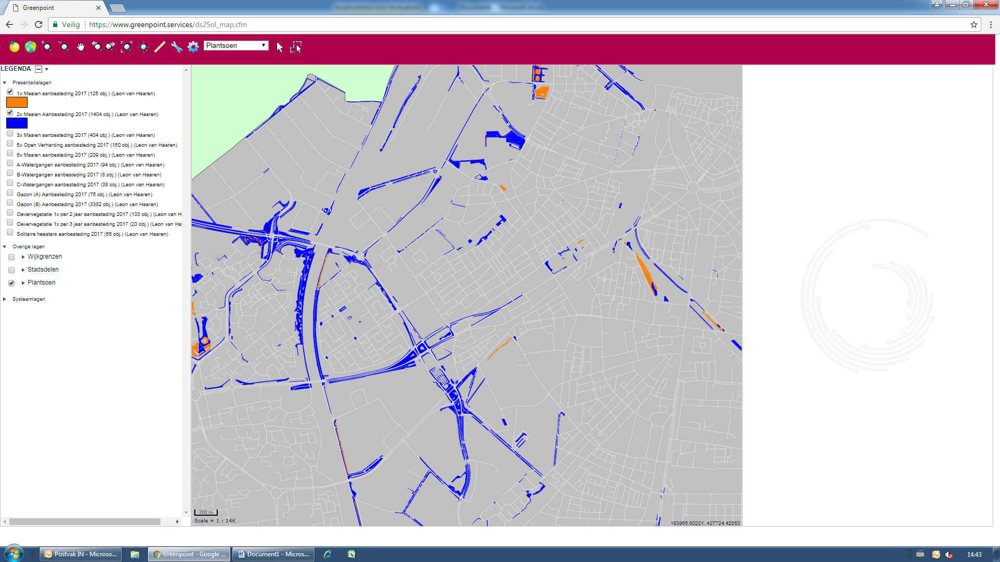 Greenpoint
Veilig
https://www.greenpoint.services/ds25ol_map.cfm
Plantsoen
LEGENDA
Presentatielagen
1x Maaien aanbesteding 2017 (125 obj.) (Leon van Haaren)
2x Maaien Aanbesteding 2017 (1404 obj.) (Leon van Haaren)
3x Maaien aanbesteding 2017 (404 obj.) (Leon van Haaren)
5x Open Verharding aanbesteding 2017 (150 obj.) (Leon van Haaren)
6x Maaien aanbesteding 2017 (209 obj.) (Leon van Haaren)
A-Watergangen aanbesteding 2017 (94 obj.) (Leon van Haaren)
B-Watergangen aanbesteding 2017 (8 obj.) (Leon van Haaren)
C-Watergangen aanbesteding 2017 (38 obj.) (Leon van Haaren)
Gazon (A) Aanbesteding 2017 (75 obj.) (Leon van Haaren)
Gazon (B) Aanbesteding 2017 (3382 obj.) (Leon van Haaren)
Oevervegetatie 1x per 2 jaar aanbesteding 2017 (133 obj.) (Leon van H
Oevervegetatie 1x per 3 jaar aanbesteding 2017 (20 obj.) (Leon van Ha
Solitaire heesters aanbesteding 2017 (56 obj.) (Leon van Haaren)
Overige lagen
Wijkgrenzen
Stadsdelen
Plantsoen
Systeemlagen
200 m
Scale = 1 : 14K
183965.60221, 427724.42853
Postvak IN - Microso...
Greenpoint - Google ...
Document1 - Micros...
14:43